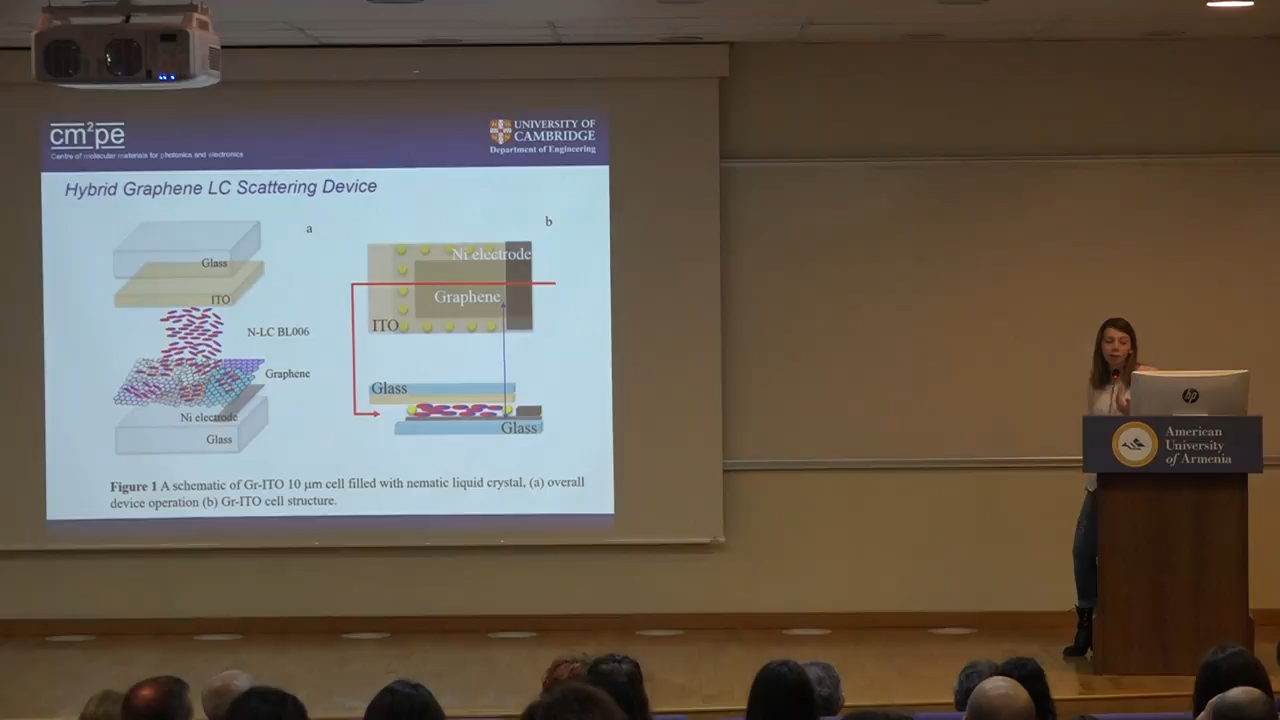 cm²pe
Centre of molecular materials for photonics and electronics
UNIVERSITY OF
CAMBRIDGE
Department of Engineering
Hybrid Graphene LC Scattering Device
a
b
Glass
ITO
N-LC BL006
Graphene
Ni electrode
Glass
Ni electrode
Graphene
ITO
Glass
Glass
Figure 1 A schematic of Gr-ITO 10 μm cell filled with nematic liquid crystal, (a) overall
device operation (b) Gr-ITO cell structure.
hp
American
University
of Armenia